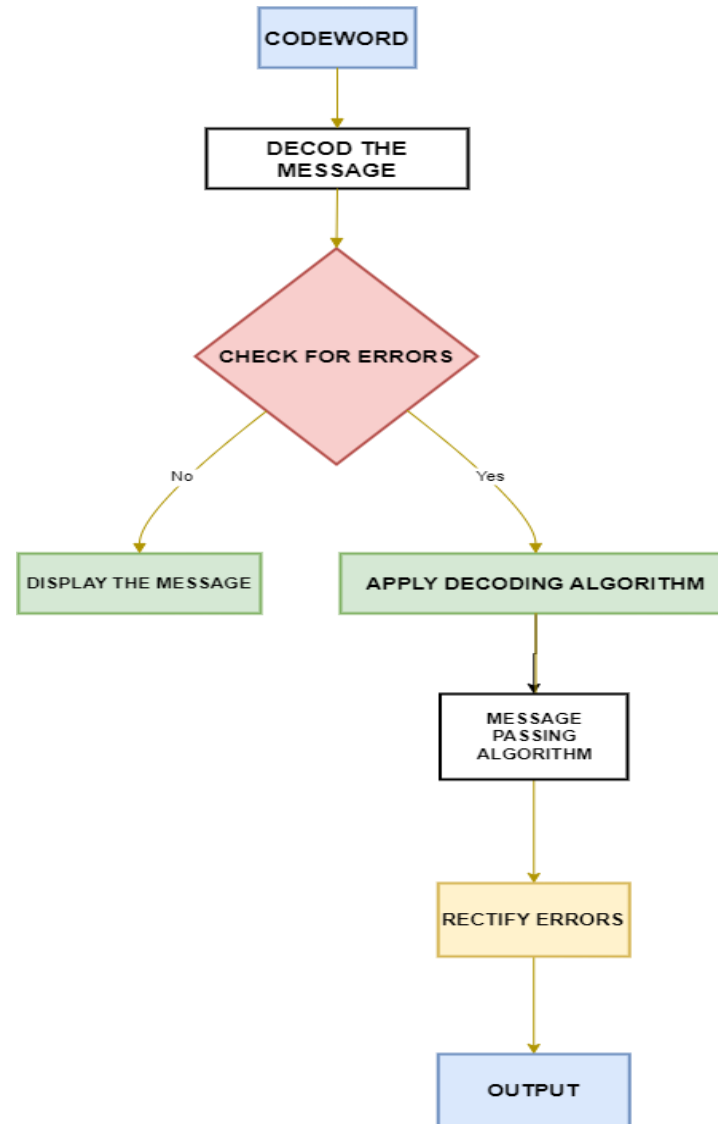 CODEWORD
DECOD THE
MESSAGE
CHECK FOR ERRORS
No
Yes
DISPLAY THE MESSAGE
APPLY DECODING ALGORITHM
MESSAGE
PASSING
ALGORITHM
RECTIFY ERRORS
OUTPUT